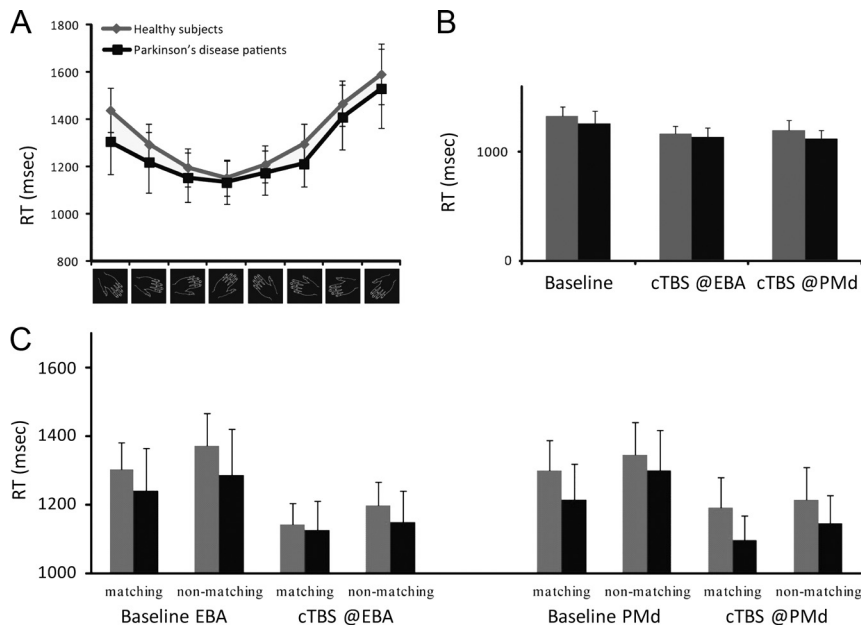 A
1800
1600
1400
1200
1000
800
RT (msec)
Healthy subjects
Parkinson's disease patients
B
1000
0
RT (msec)
Baseline cTBS @EBA cTBS @PMd
C
1600
1400
1200
1000
RT (msec)
matching non-matching matching non-matching matching non-matching matching non-matching
Baseline EBA cTBS @EBA Baseline PMd cTBS @PMd